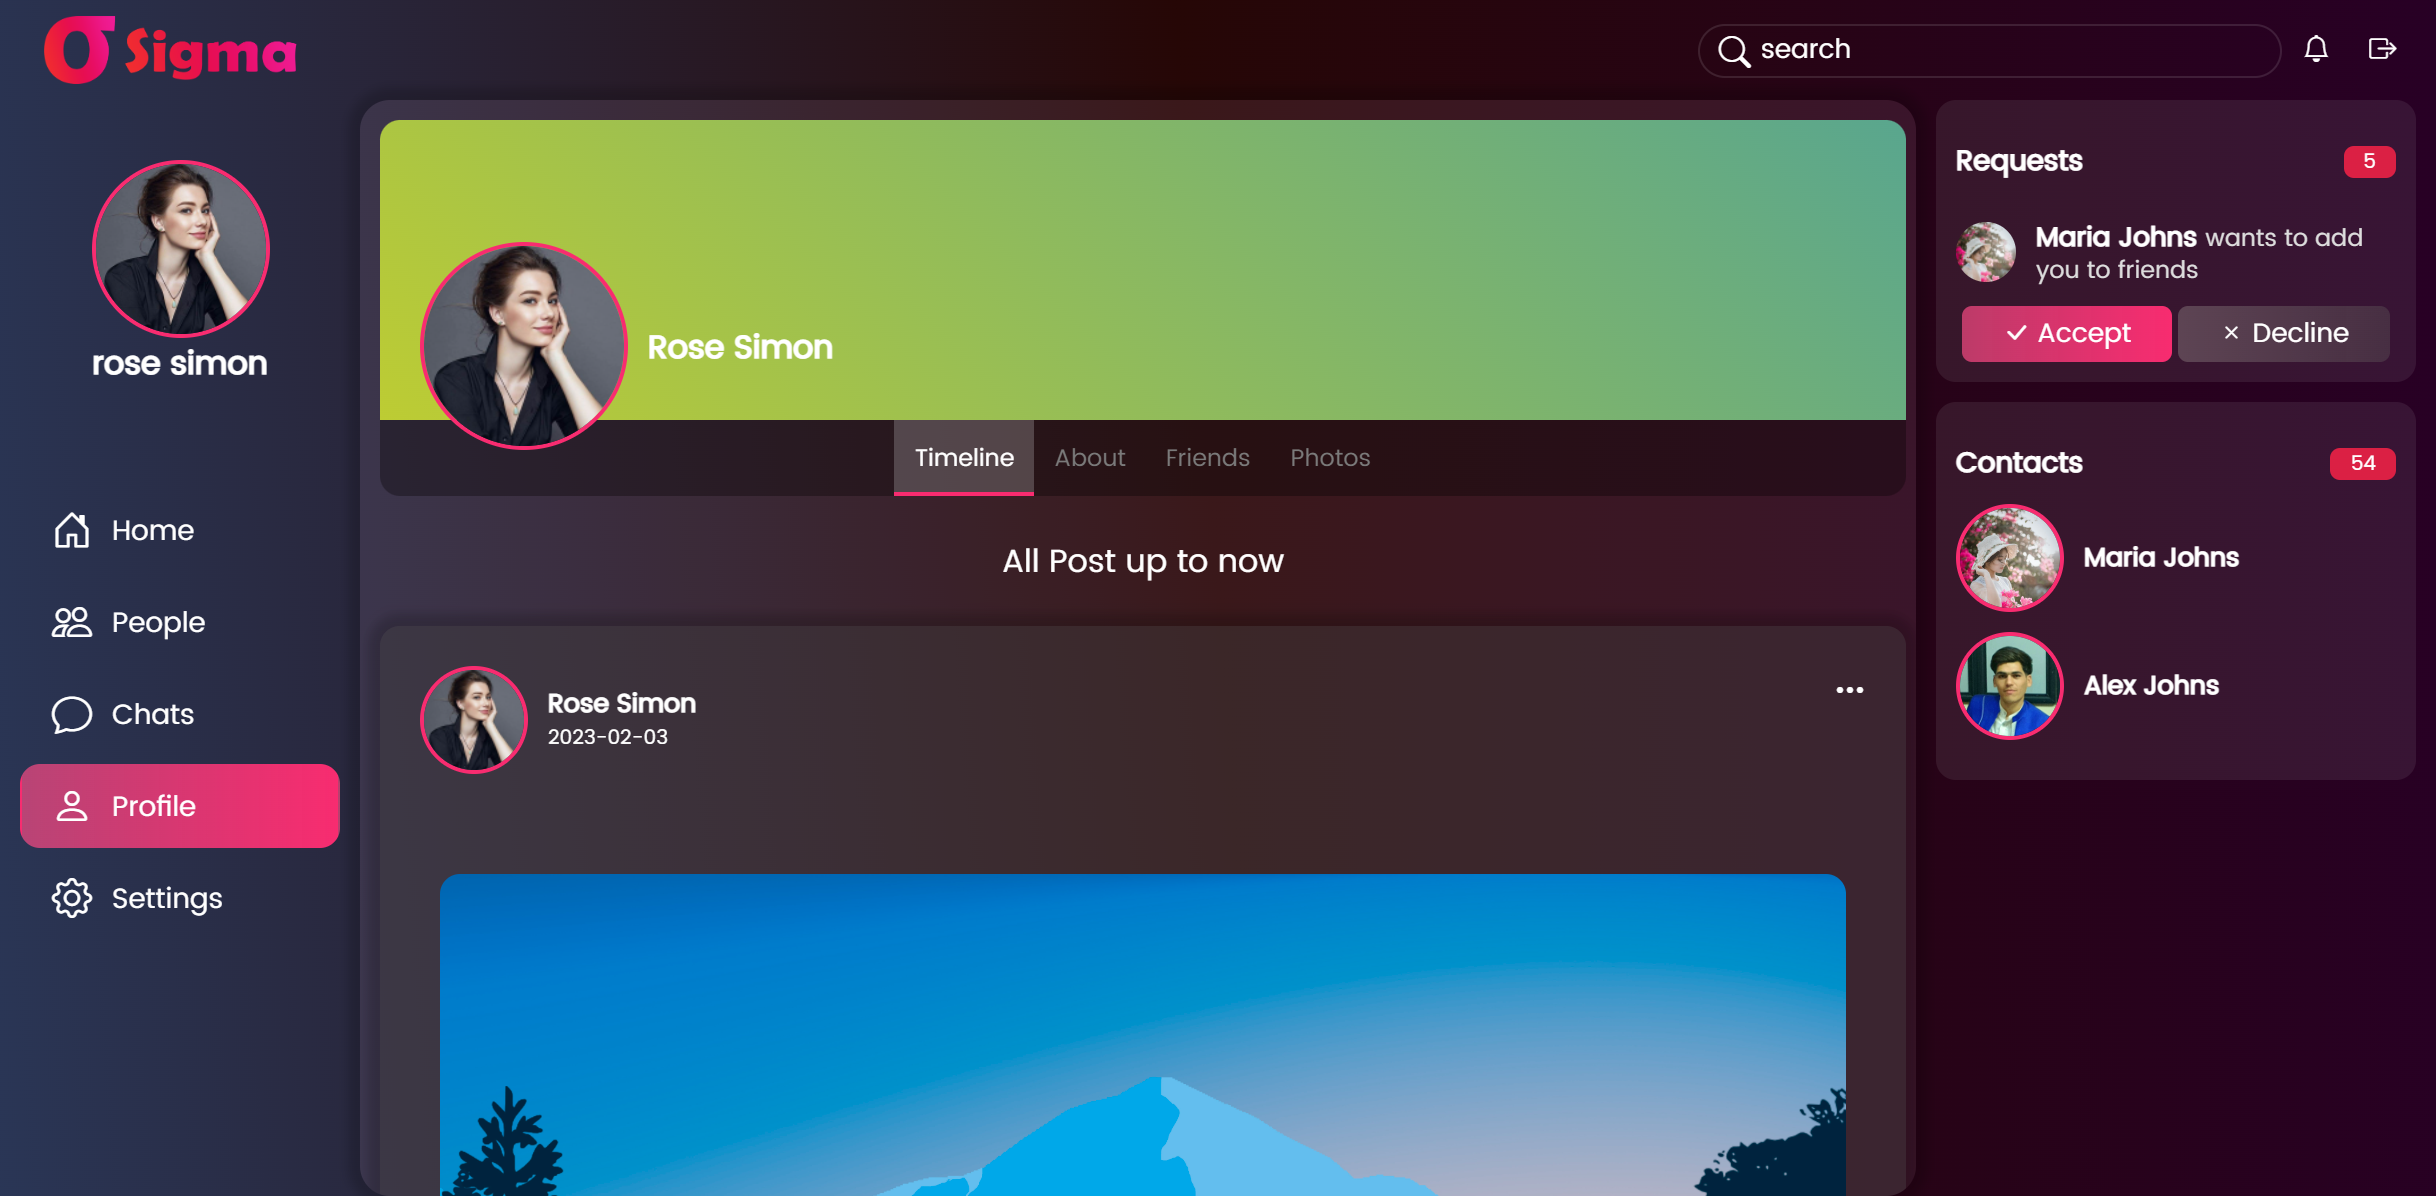 σ Sigma
search
rose simon
Home
People
Chats
Profile
Settings
Rose Simon
Timeline
About
Friends
Photos
All Post up to now
Rose Simon
2023-02-03
Requests
5
Maria Johns wants to add
you to friends
Accept
Decline
Contacts
54
Maria Johns
Alex Johns